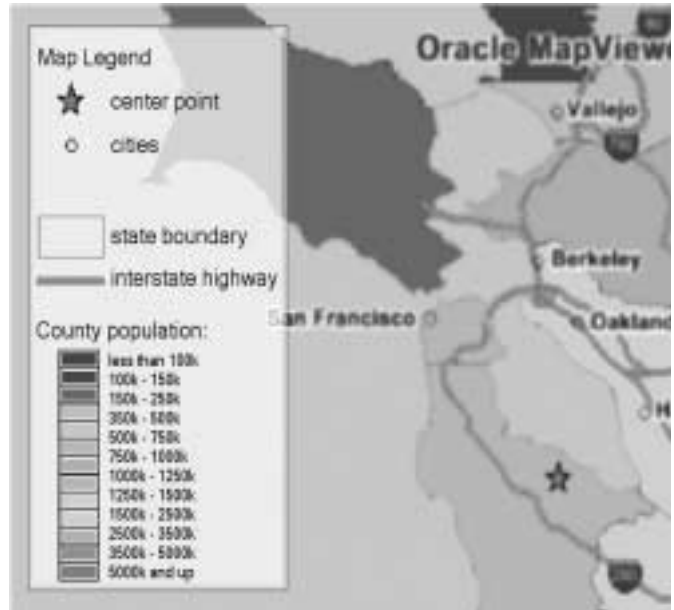 Oracle MapViewe
Map Legend
center point
cities
Vallejo
state boundary
interstate highway
Berkeley
San Francisco
Oakland
County population:
less than 100k
100k - 150k
150k - 250k
350k - 500k
500k - 750k
750k - 1000k
1000k - 1250k
1250k - 1500k
1500k - 2500k
2500k - 3500k
3500k - 5000k
5000k and up
H